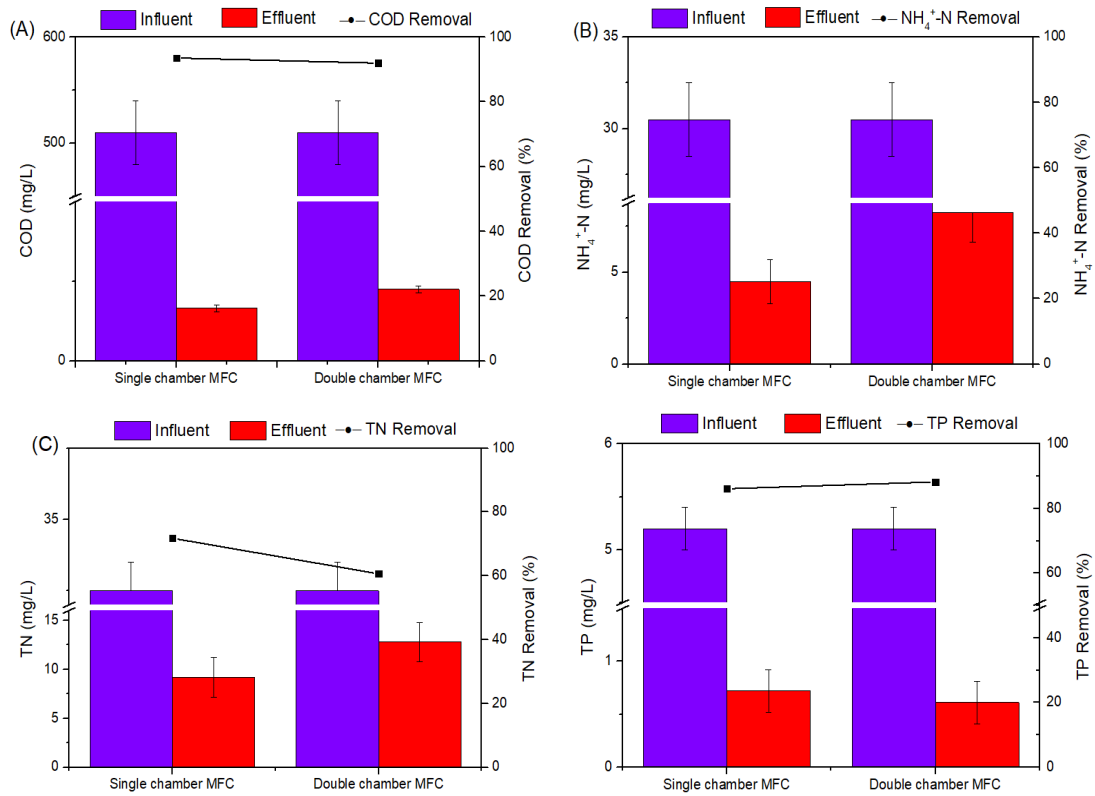 (A)
Influent Effluent COD Removal
600
500
0
COD (mg/L)
100
80
60
40
20
0
COD Removal (%)
Single chamber MFC Double chamber MFC
(B)
Influent Effluent NH₄⁺-N Removal
35
30
5
0
NH₄⁺-N (mg/L)
100
80
60
40
20
0
NH₄⁺-N Removal (%)
Single chamber MFC Double chamber MFC
(C)
Influent Effluent TN Removal
35
15
10
5
0
TN (mg/L)
100
80
60
40
20
0
TN Removal (%)
Single chamber MFC Double chamber MFC
Influent Effluent TP Removal
6
5
1
0
TP (mg/L)
100
80
60
40
20
0
TP Removal (%)
Single chamber MFC Double chamber MFC